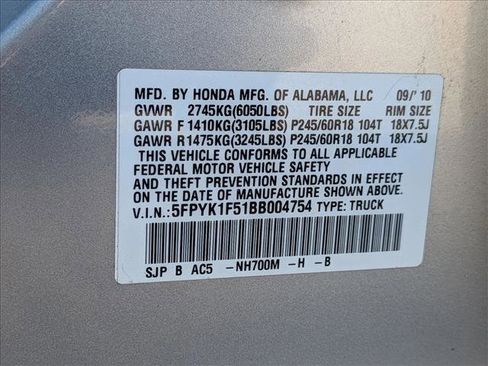 MFD. BY HONDA MFG. OF ALABAMA, LLC 09/'10
GVWR 2745KG(6050LBS) TIRE SIZE RIM SIZE
GAWR F 1410KG(3105LBS) P245/60R18 104T 18X7.5J
GAWR R 1475KG(3245LBS) P245/60R18 104T 18X7.5J
THIS VEHICLE CONFORMS TO ALL APPLICABLE
FEDERAL MOTOR VEHICLE
SAFETY AND BUMPER STANDARDS IN EFFECT
ON THE DATE OF MANUFACTURE SHOWN ABOVE.
V.I.N.:5FPYK1F51BB004754 TYPE: TRUCK
SJP B AC5 -NH700M -H -B